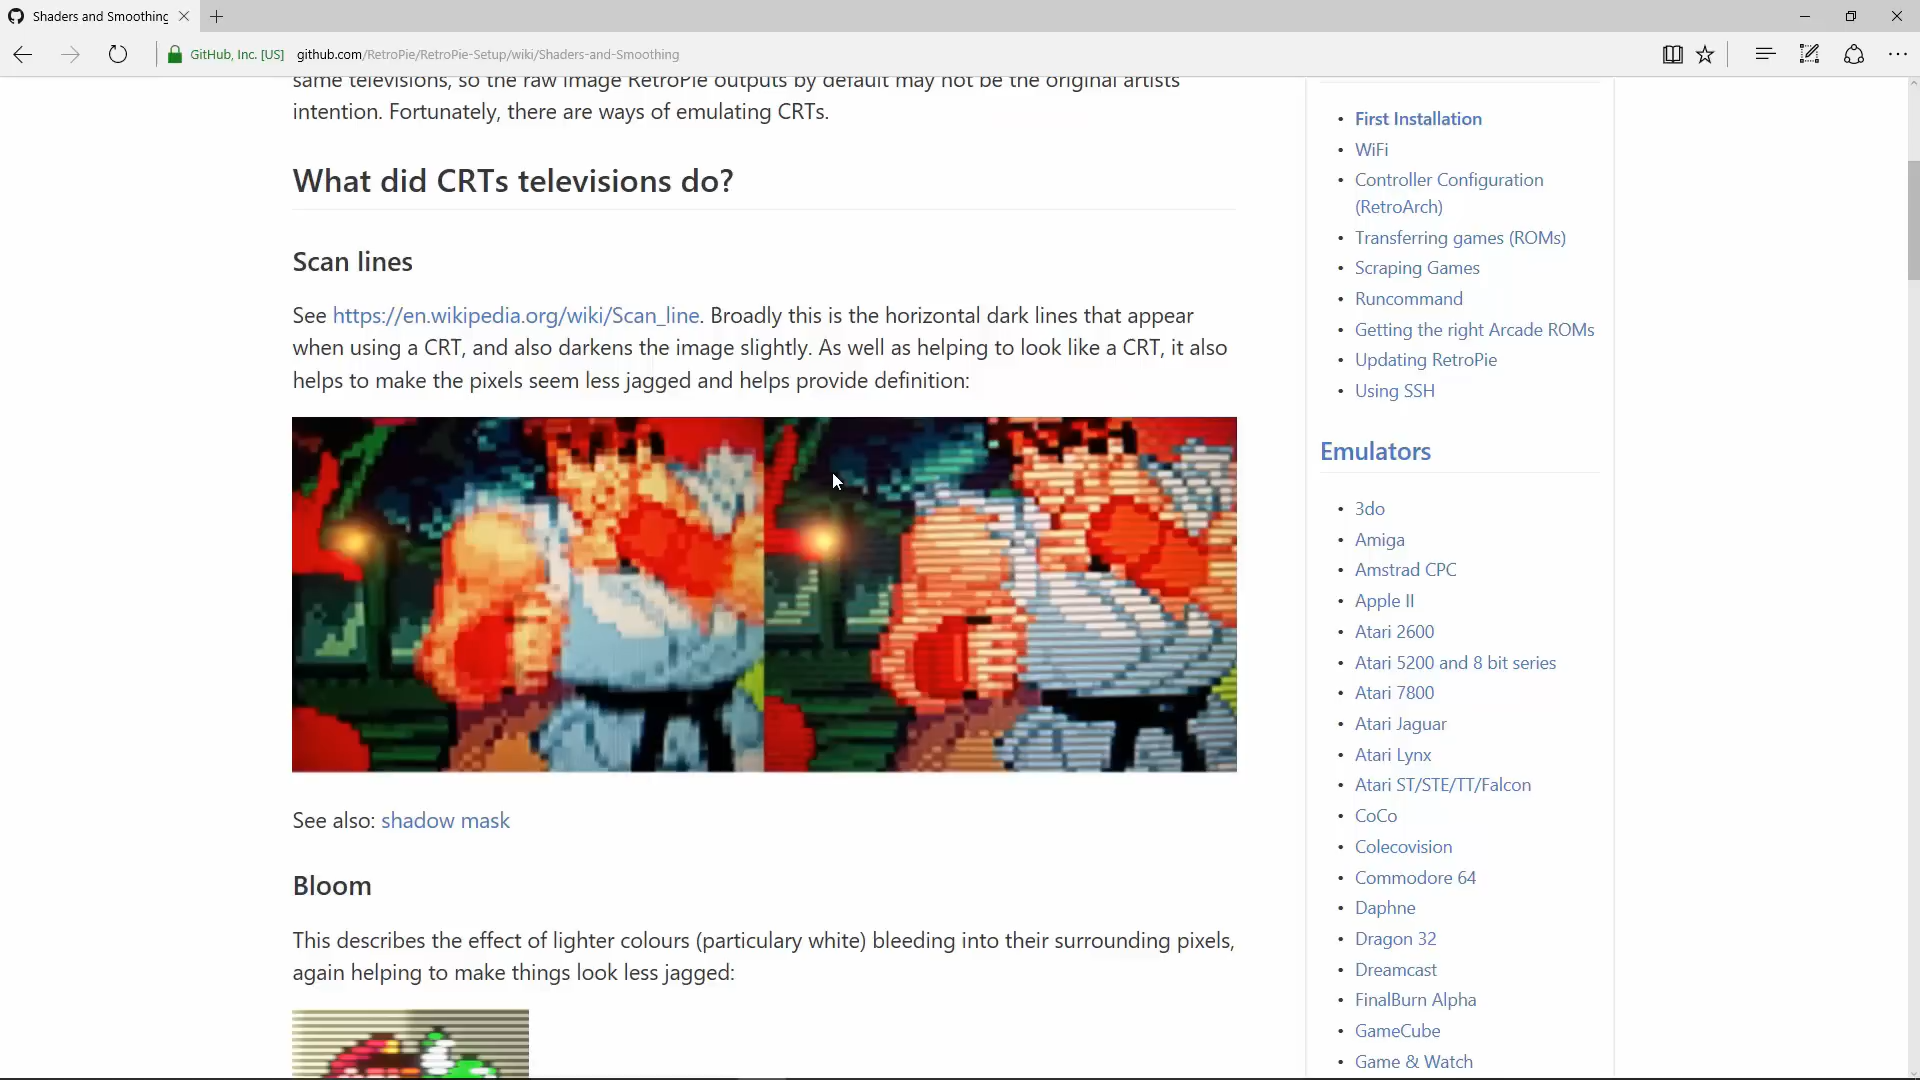 Shaders and Smoothing
GitHub, Inc. [US] github.com/RetroPie/RetroPie-Setup/wiki/Shaders-and-Smoothing
same televisions, so the raw image RetroPie outputs by default may not be the original artists
intention. Fortunately, there are ways of emulating CRTs.
What did CRTs televisions do?
Scan lines
See https://en.wikipedia.org/wiki/Scan_line. Broadly this is the horizontal dark lines that appear
when using a CRT, and also darkens the image slightly. As well as helping to look like a CRT, it also
helps to make the pixels seem less jagged and helps provide definition:
See also: shadow mask
Bloom
This describes the effect of lighter colours (particulary white) bleeding into their surrounding pixels,
again helping to make things look less jagged:
First Installation
WiFi
Controller Configuration
(RetroArch)
Transferring games (ROMs)
Scraping Games
Runcommand
Getting the right Arcade ROMs
Updating RetroPie
Using SSH
Emulators
3do
Amiga
Amstrad CPC
Apple II
Atari 2600
Atari 5200 and 8 bit series
Atari 7800
Atari Jaguar
Atari Lynx
Atari ST/STE/TT/Falcon
CoCo
Colecovision
Commodore 64
Daphne
Dragon 32
Dreamcast
FinalBurn Alpha
GameCube
Game & Watch